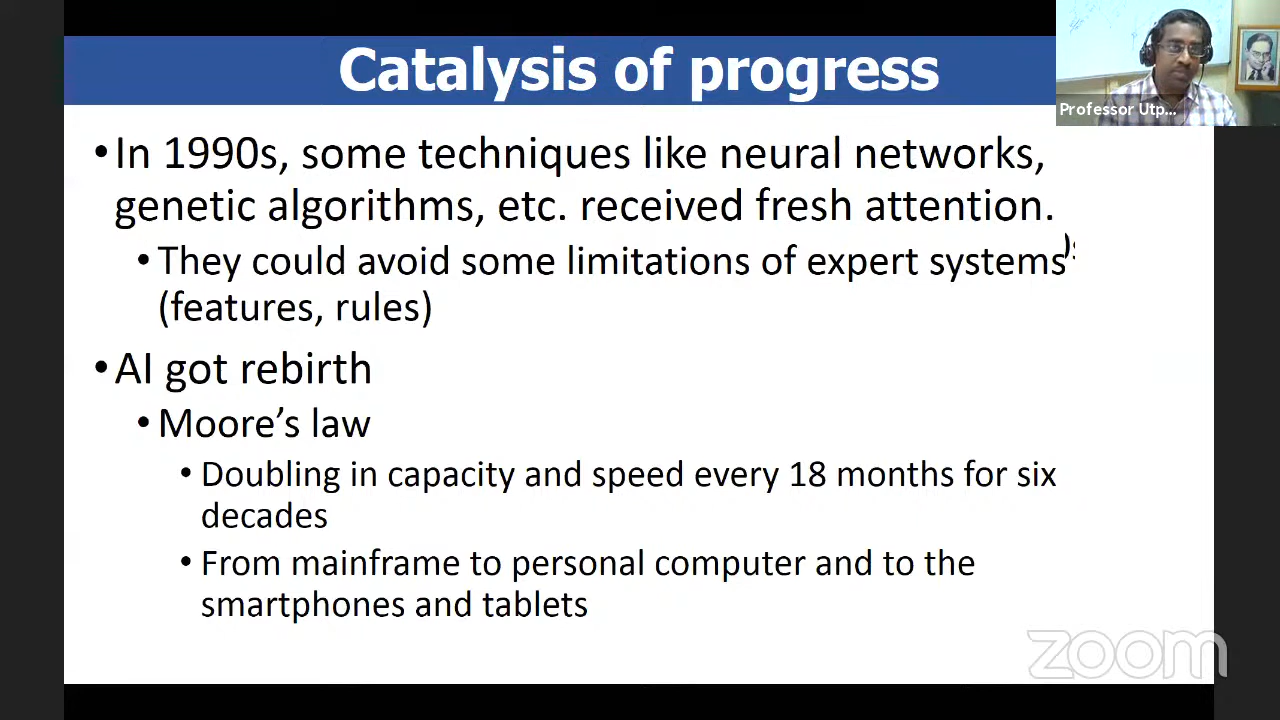 Catalysis of progress
Professor Utp...
• In 1990s, some techniques like neural networks,
genetic algorithms, etc. received fresh attention.
• They could avoid some limitations of expert systems
(features, rules)
• AI got rebirth
• Moore’s law
• Doubling in capacity and speed every 18 months for six
decades
• From mainframe to personal computer and to the
smartphones and tablets
zoom